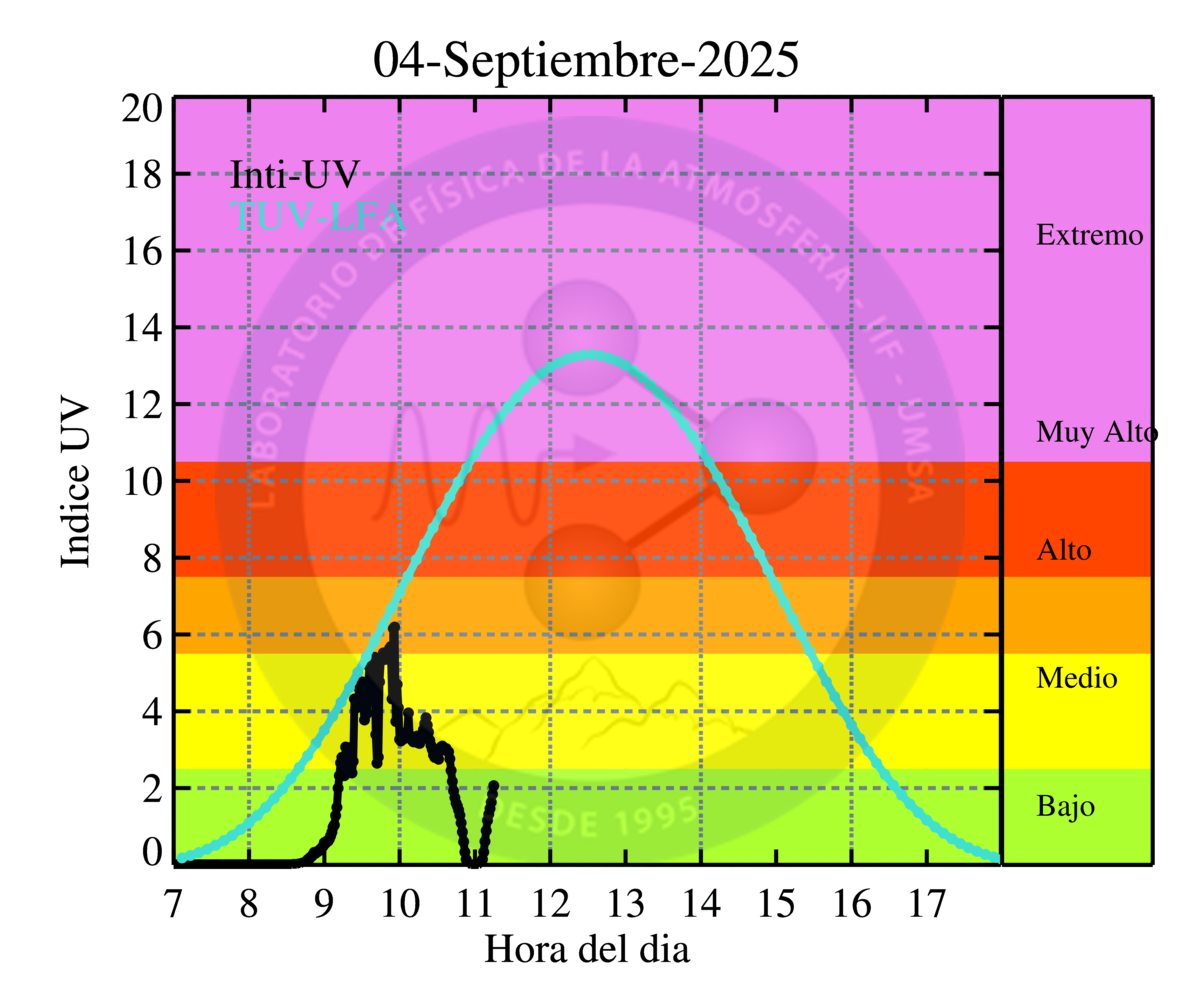 04-Septiembre-2025
Inti-UV
TUV-LFA
Indice UV
20
18
16
14
12
10
8
6
4
2
0
7 8 9 10 11 12 13 14 15 16 17
Hora del dia
Extremo
Muy Alto
Alto
Medio
Bajo
LABORATORIO DE FÍSICA DE LA ATMÓSFERA - IIF - UMSA
DESDE 1995